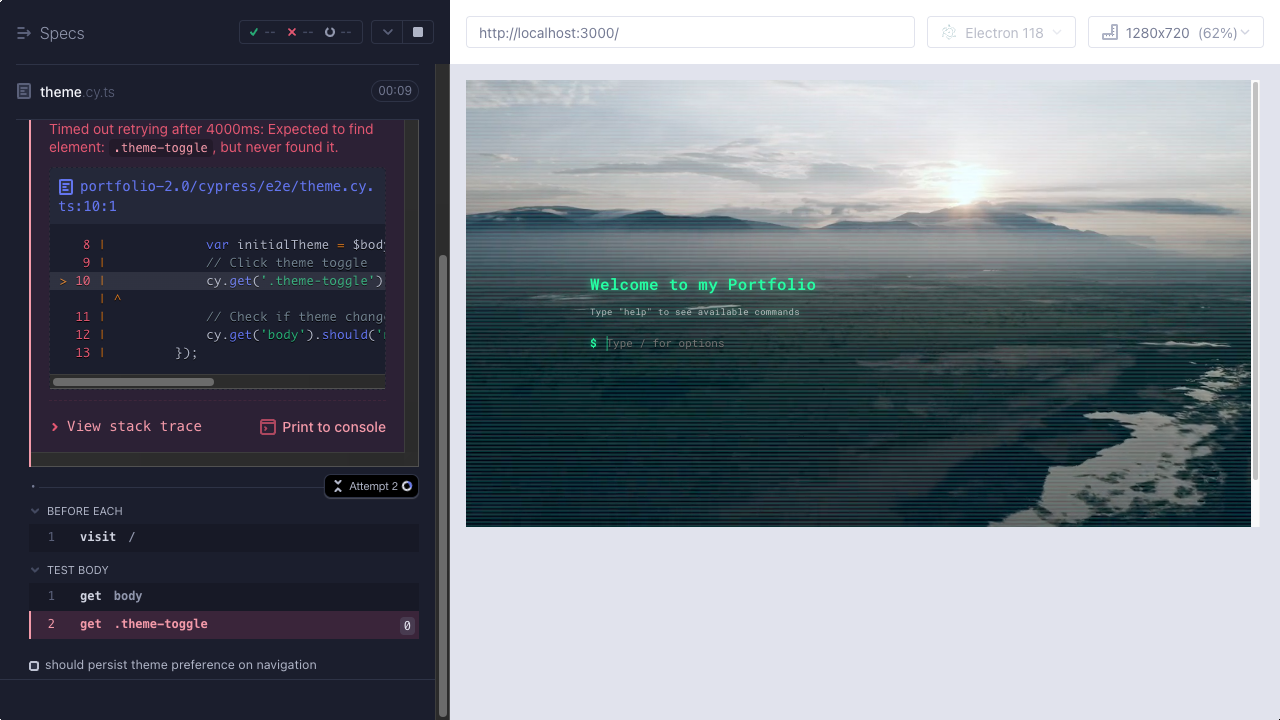 Specs
--
--
--
http://localhost:3000/
Electron 118
1280x720 (62%)
theme.cy.ts
00:09
Timed out retrying after 4000ms: Expected to find
element: .theme-toggle, but never found it.
portfolio-2.0/cypress/e2e/theme.cy.
ts:10:1
8 | var initialTheme = $bod
9 | // Click theme toggle
> 10 | cy.get('.theme-toggle')
| ^
11 | // Check if theme chang
12 | cy.get('body').should('
13 | });
View stack trace
Print to console
Attempt 2
BEFORE EACH
1 visit /
TEST BODY
1 get body
2 get .theme-toggle 0
should persist theme preference on navigation
Welcome to my Portfolio
Type "help" to see available commands
$ Type / for options